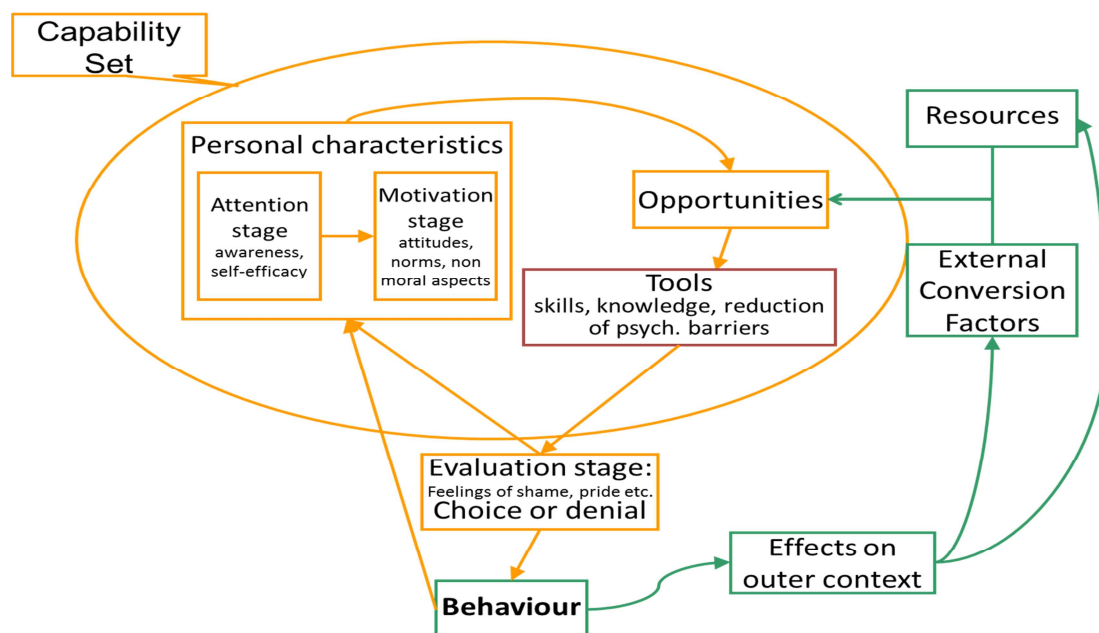 Capability
Set
Personal characteristics
Attention
stage
awareness,
self-efficacy
Motivation
stage
attitudes,
norms, non
moral aspects
Opportunities
Tools
skills, knowledge, reduction
of psych. barriers
Resources
External
Conversion
Factors
Evaluation stage:
Feelings of shame, pride etc.
Choice or denial
Behaviour
Effects on
outer context